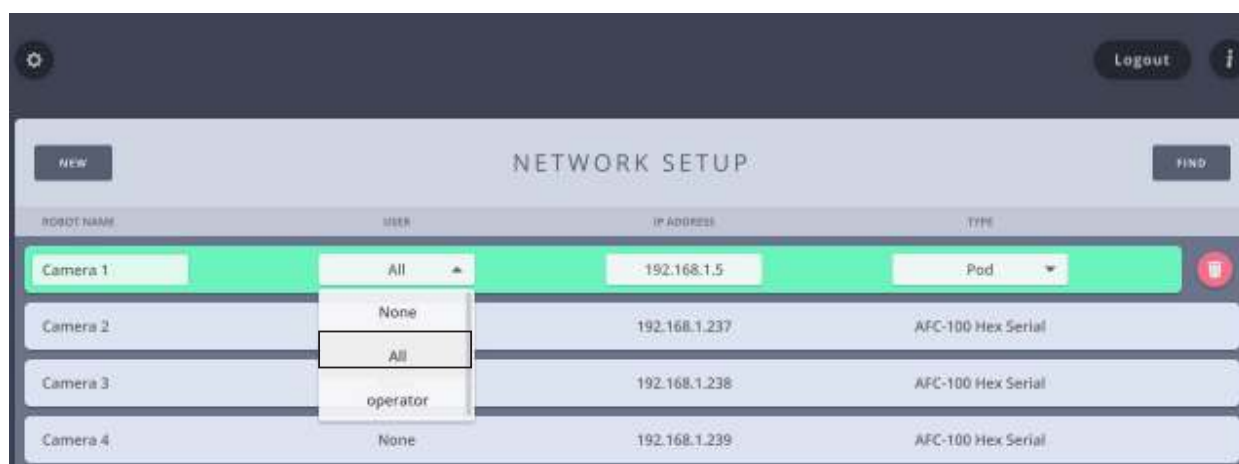 Logout i
NEW NETWORK SETUP FIND
ROBOT NAME USER IP ADDRESS TYPE
Camera 1 All 192.168.1.5 Pod
None
Camera 2 192.168.1.237 AFC-100 Hex Serial
All
Camera 3 192.168.1.238 AFC-100 Hex Serial
operator
Camera 4 None 192.168.1.239 AFC-100 Hex Serial